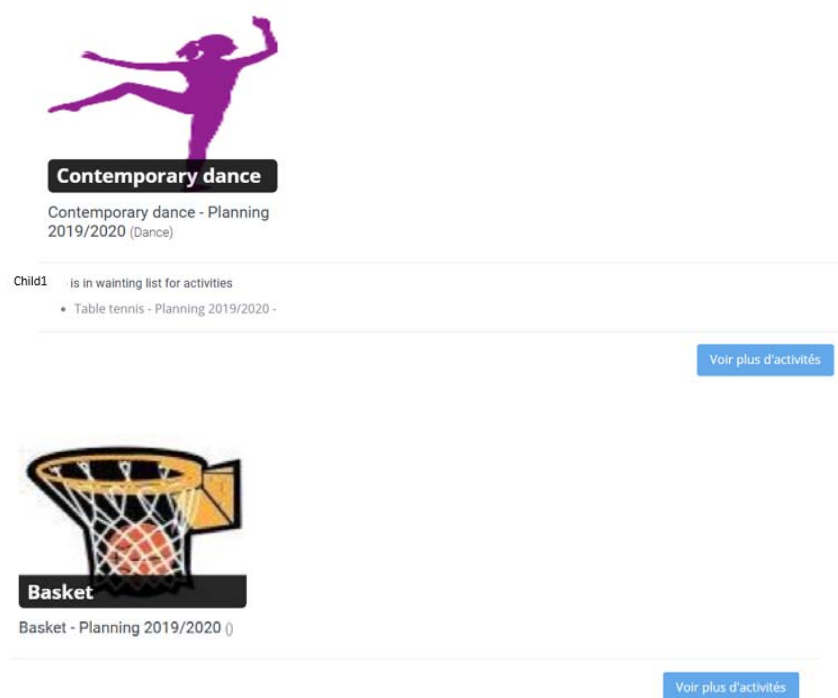 Contemporary dance
Contemporary dance - Planning
2019/2020 (Dance)
Child1 is in wainting list for activities
• Table tennis - Planning 2019/2020 -
Voir plus d'activités
Basket
Basket - Planning 2019/2020 ()
Voir plus d'activités